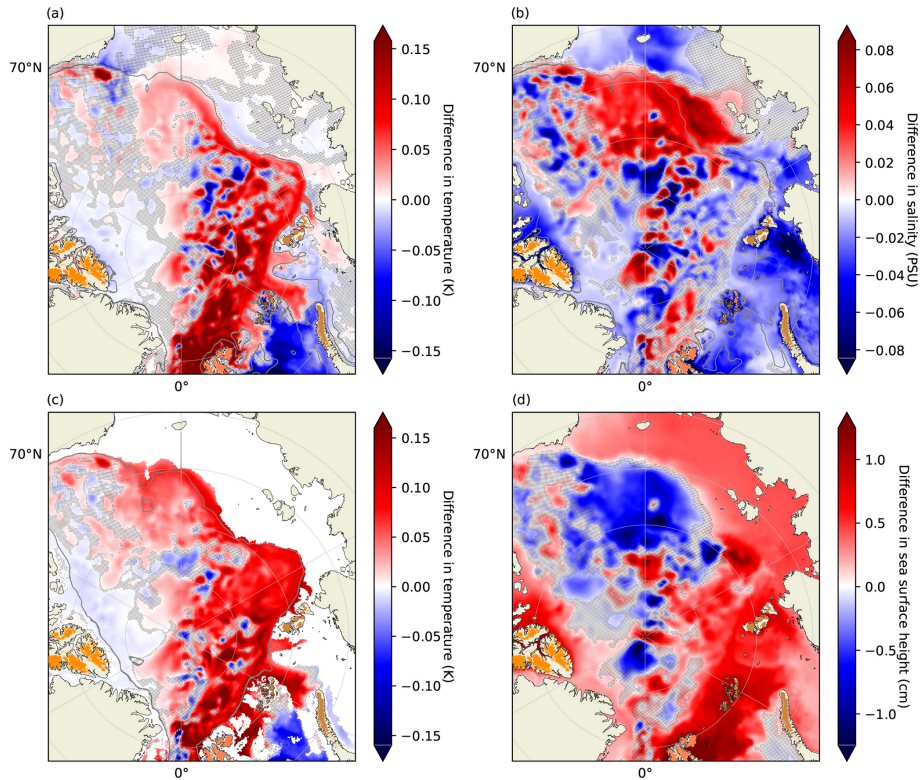 (a)
70°N
0°
0.15
0.10
0.05
0.00
−0.05
−0.10
−0.15
Difference in temperature (K)
(b)
70°N
0°
0.08
0.06
0.04
0.02
0.00
−0.02
−0.04
−0.06
−0.08
Difference in salinity (PSU)
(c)
70°N
0°
0.15
0.10
0.05
0.00
−0.05
−0.10
−0.15
Difference in temperature (K)
(d)
70°N
0°
1.0
0.5
0.0
−0.5
−1.0
Difference in sea surface height (cm)